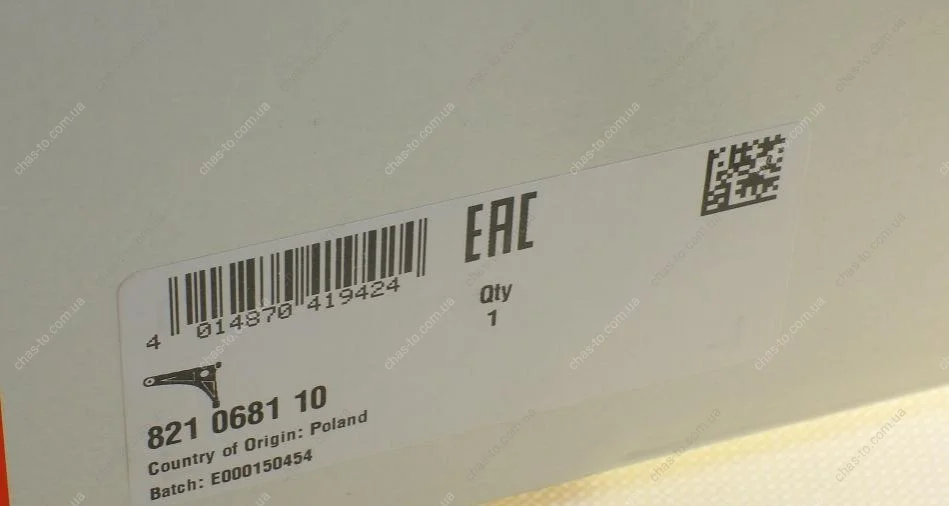 4 014870 419424
EAC
Qty
1
821 0681 10
Country of Origin: Poland
Batch: E000150454
chas-to.com.ua